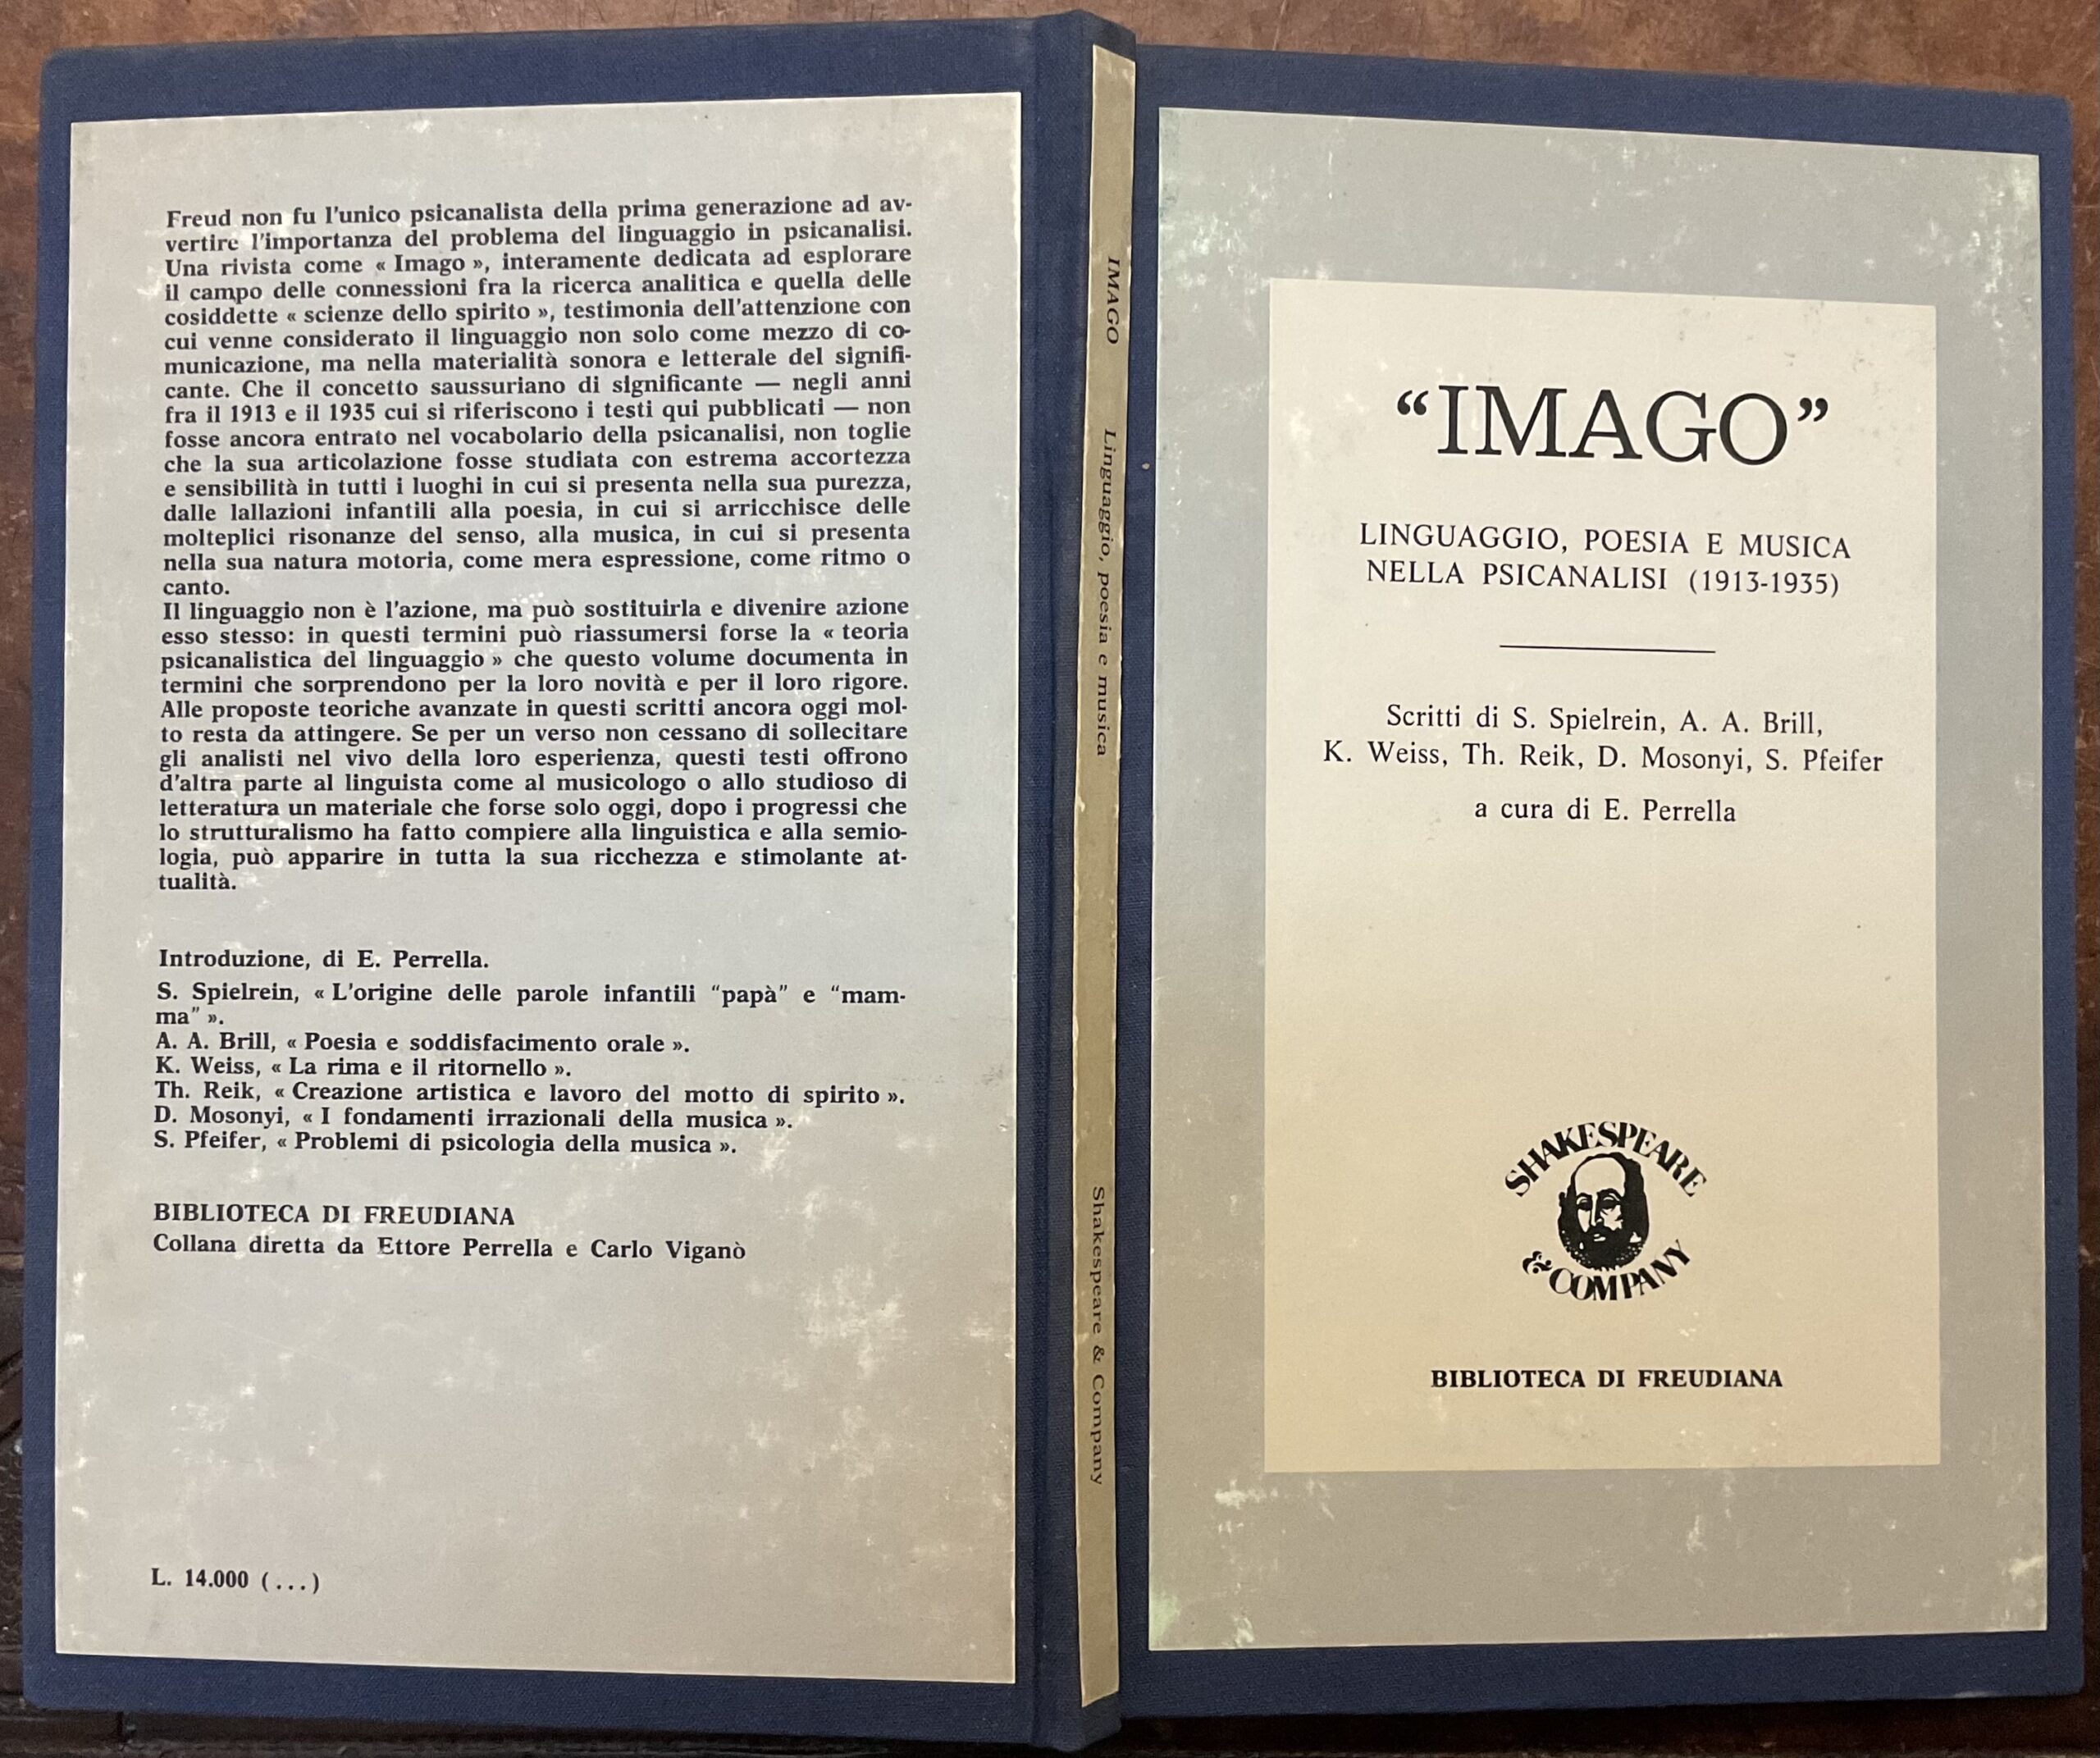 Freud non fu l'unico psicanalista della prima generazione ad av-
vertire l'importanza del problema del linguaggio in psicanalisi.
Una rivista come « Imago », interamente dedicata ad esplorare
il campo delle connessioni fra la ricerca analitica e quella delle
cosiddette « scienze dello spirito », testimonia dell'attenzione con
cui venne considerato il linguaggio non solo come mezzo di co-
municazione, ma nella materialità sonora e letterale del signifi-
cante. Che il concetto saussuriano di significante — negli anni
fra il 1913 e il 1935 cui si riferiscono i testi qui pubblicati — non
fosse ancora entrato nel vocabolario della psicanalisi, non toglie
che la sua articolazione fosse studiata con estrema accortezza
e sensibilità in tutti i luoghi in cui si presenta nella sua purezza,
dalle lallazioni infantili alla poesia, in cui si arricchisce delle
molteplici risonanze del senso, alla musica, in cui si presenta
nella sua natura motoria, come mera espressione, come ritmo o
canto.
Il linguaggio non è l'azione, ma può sostituirla e divenire azione
esso stesso: in questi termini può riassumersi forse la « teoria
psicanalistica del linguaggio » che questo volume documenta in
termini che sorprendono per la loro novità e per il loro rigore.
Alle proposte teoriche avanzate in questi scritti ancora oggi mol-
to resta da attingere. Se per un verso non cessano di sollecitare
gli analisti nel vivo della loro esperienza, questi testi offrono
d'altra parte al linguista come al musicologo o allo studioso di
letteratura un materiale che forse solo oggi, dopo i progressi che
lo strutturalismo ha fatto compiere alla linguistica e alla semio-
logia, può apparire in tutta la sua ricchezza e stimolante at-
tualità.
Introduzione, di E. Perrella.
S. Spielrein, « L'origine delle parole infantili “papà” e “mam-
ma” ».
A. A. Brill, « Poesia e soddisfacimento orale ».
K. Weiss, « La rima e il ritornello ».
Th. Reik, « Creazione artistica e lavoro del motto di spirito ».
D. Mosonyi, « I fondamenti irrazionali della musica ».
S. Pfeifer, « Problemi di psicologia della musica ».
BIBLIOTECA DI FREUDIANA
Collana diretta da Ettore Perrella e Carlo Viganò
L. 14.000 (...)
IMAGO Linguaggio, poesia e musica Shakespeare & Company
“IMAGO”
LINGUAGGIO, POESIA E MUSICA
NELLA PSICANALISI (1913-1935)
Scritti di S. Spielrein, A. A. Brill,
K. Weiss, Th. Reik, D. Mosonyi, S. Pfeifer
a cura di E. Perrella
SHAKESPEARE
& COMPANY
BIBLIOTECA DI FREUDIANA